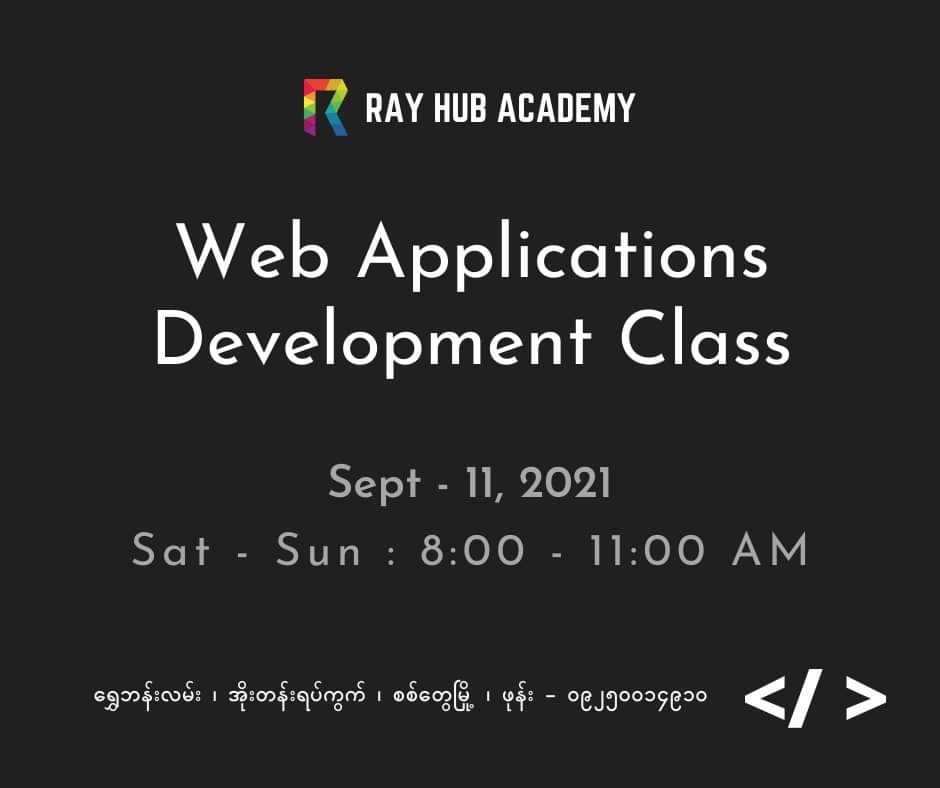 RAY HUB ACADEMY
Web Applications
Development Class
Sept - 11, 2021
Sat - Sun : 8:00 - 11:00 AM
ရွှေဘန်းလမ်း ၊ အိုးတန်းရပ်ကွက် ၊ စစ်တွေမြို့ ၊ ဖုန်း - ၀၉၂၅၀၀၁၄၉၁၀
</ >